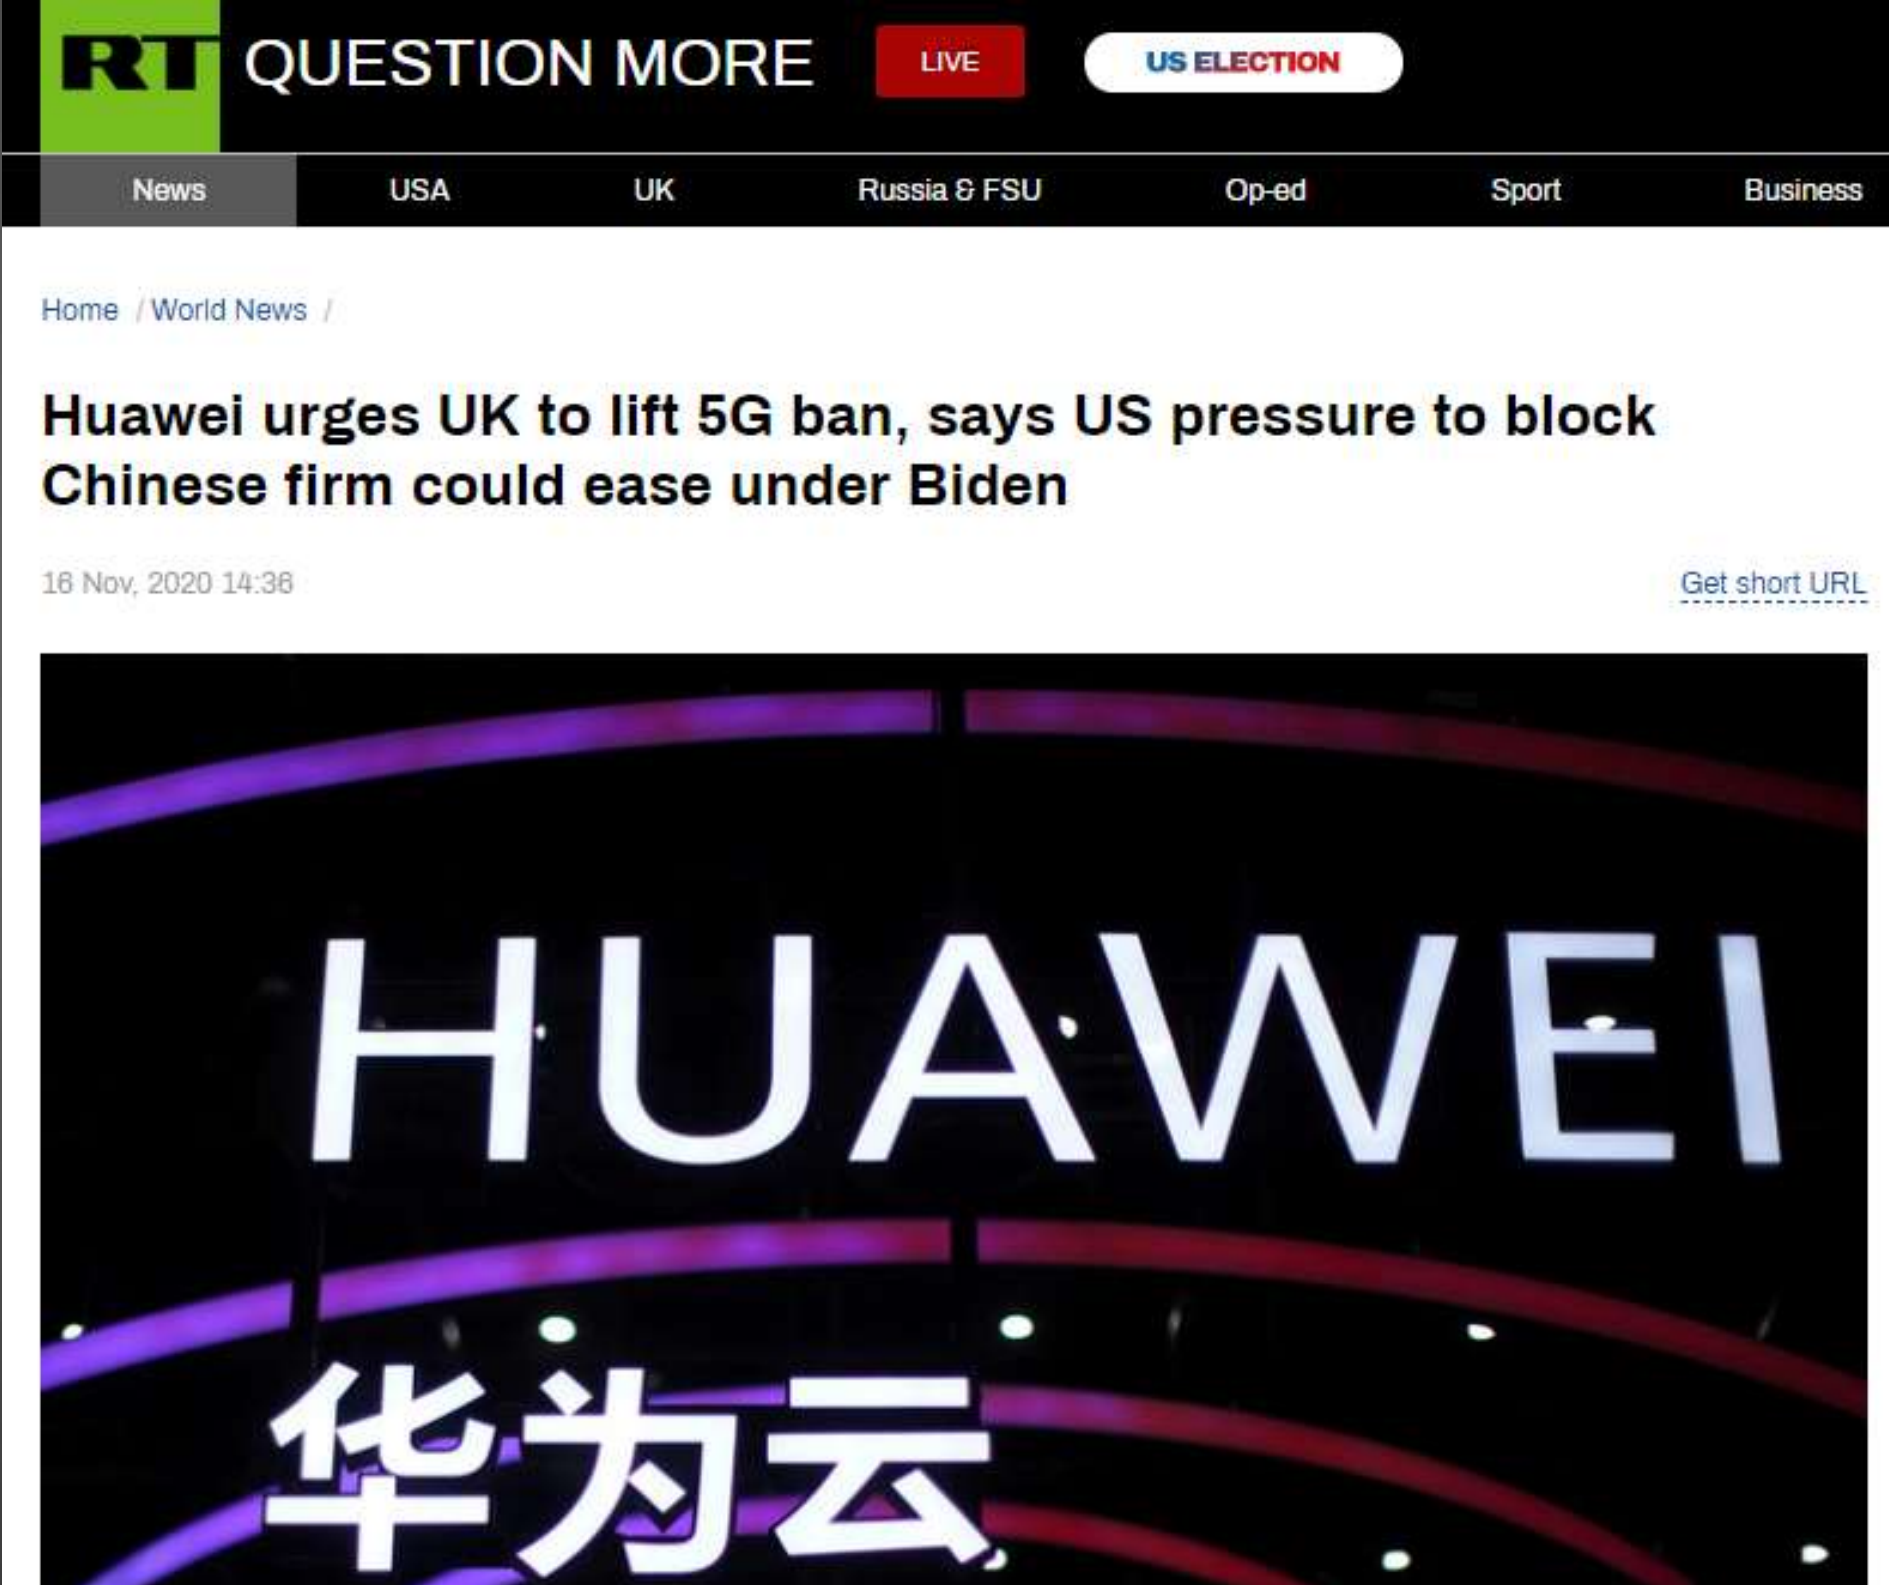 RT QUESTION MORE LIVE US ELECTION
News USA UK Russia & FSU Op-ed Sport Business
Home / World News /
Huawei urges UK to lift 5G ban, says US pressure to block
Chinese firm could ease under Biden
16 Nov, 2020 14:36 Get short URL
HUAWEI
华为云